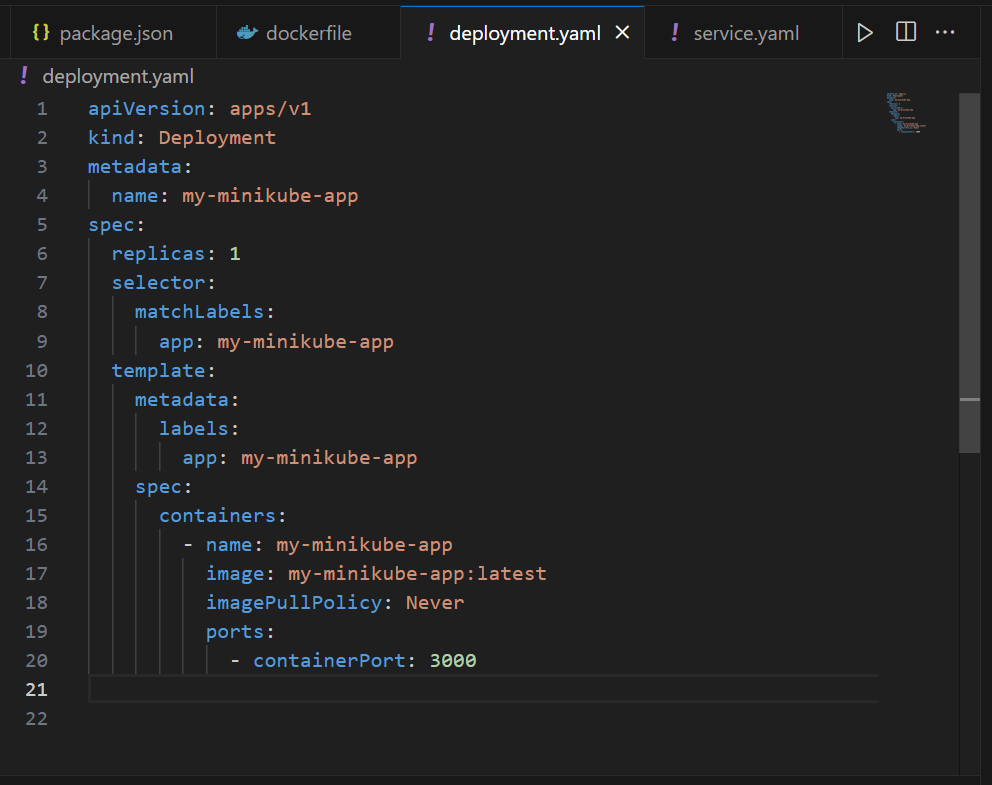 {} package.json dockerfile ! deployment.yaml × ! service.yaml ...
! deployment.yaml
1 apiVersion: apps/v1
2 kind: Deployment
3 metadata:
4   name: my-minikube-app
5 spec:
6   replicas: 1
7   selector:
8     matchLabels:
9       app: my-minikube-app
10   template:
11     metadata:
12       labels:
13         app: my-minikube-app
14     spec:
15       containers:
16         - name: my-minikube-app
17           image: my-minikube-app:latest
18           imagePullPolicy: Never
19           ports:
20             - containerPort: 3000
21
22